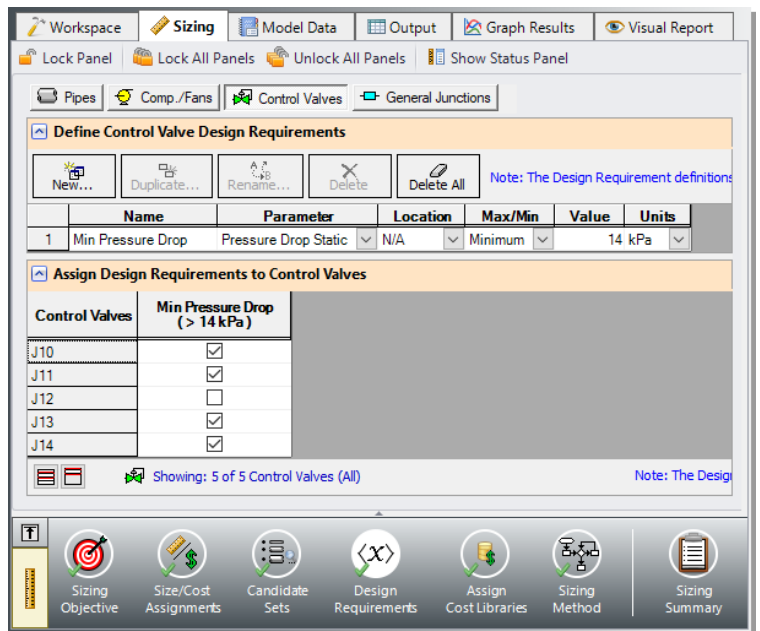 Workspace Sizing Model Data Output Graph Results Visual Report
Lock Panel Lock All Panels Unlock All Panels Show Status Panel
Pipes Comp./Fans Control Valves General Junctions
Define Control Valve Design Requirements
New... Duplicate... Rename... Delete Delete All Note: The Design Requirement definitions
Name Parameter Location Max/Min Value Units
1 Min Pressure Drop Pressure Drop Static N/A Minimum 14 kPa
Assign Design Requirements to Control Valves
Control Valves Min Pressure Drop
( > 14 kPa )
J10
J11
J12
J13
J14
Showing: 5 of 5 Control Valves (All) Note: The Design
Sizing Size/Cost Candidate Design Assign Sizing Sizing
Objective Assignments Sets Requirements Cost Libraries Method Summary